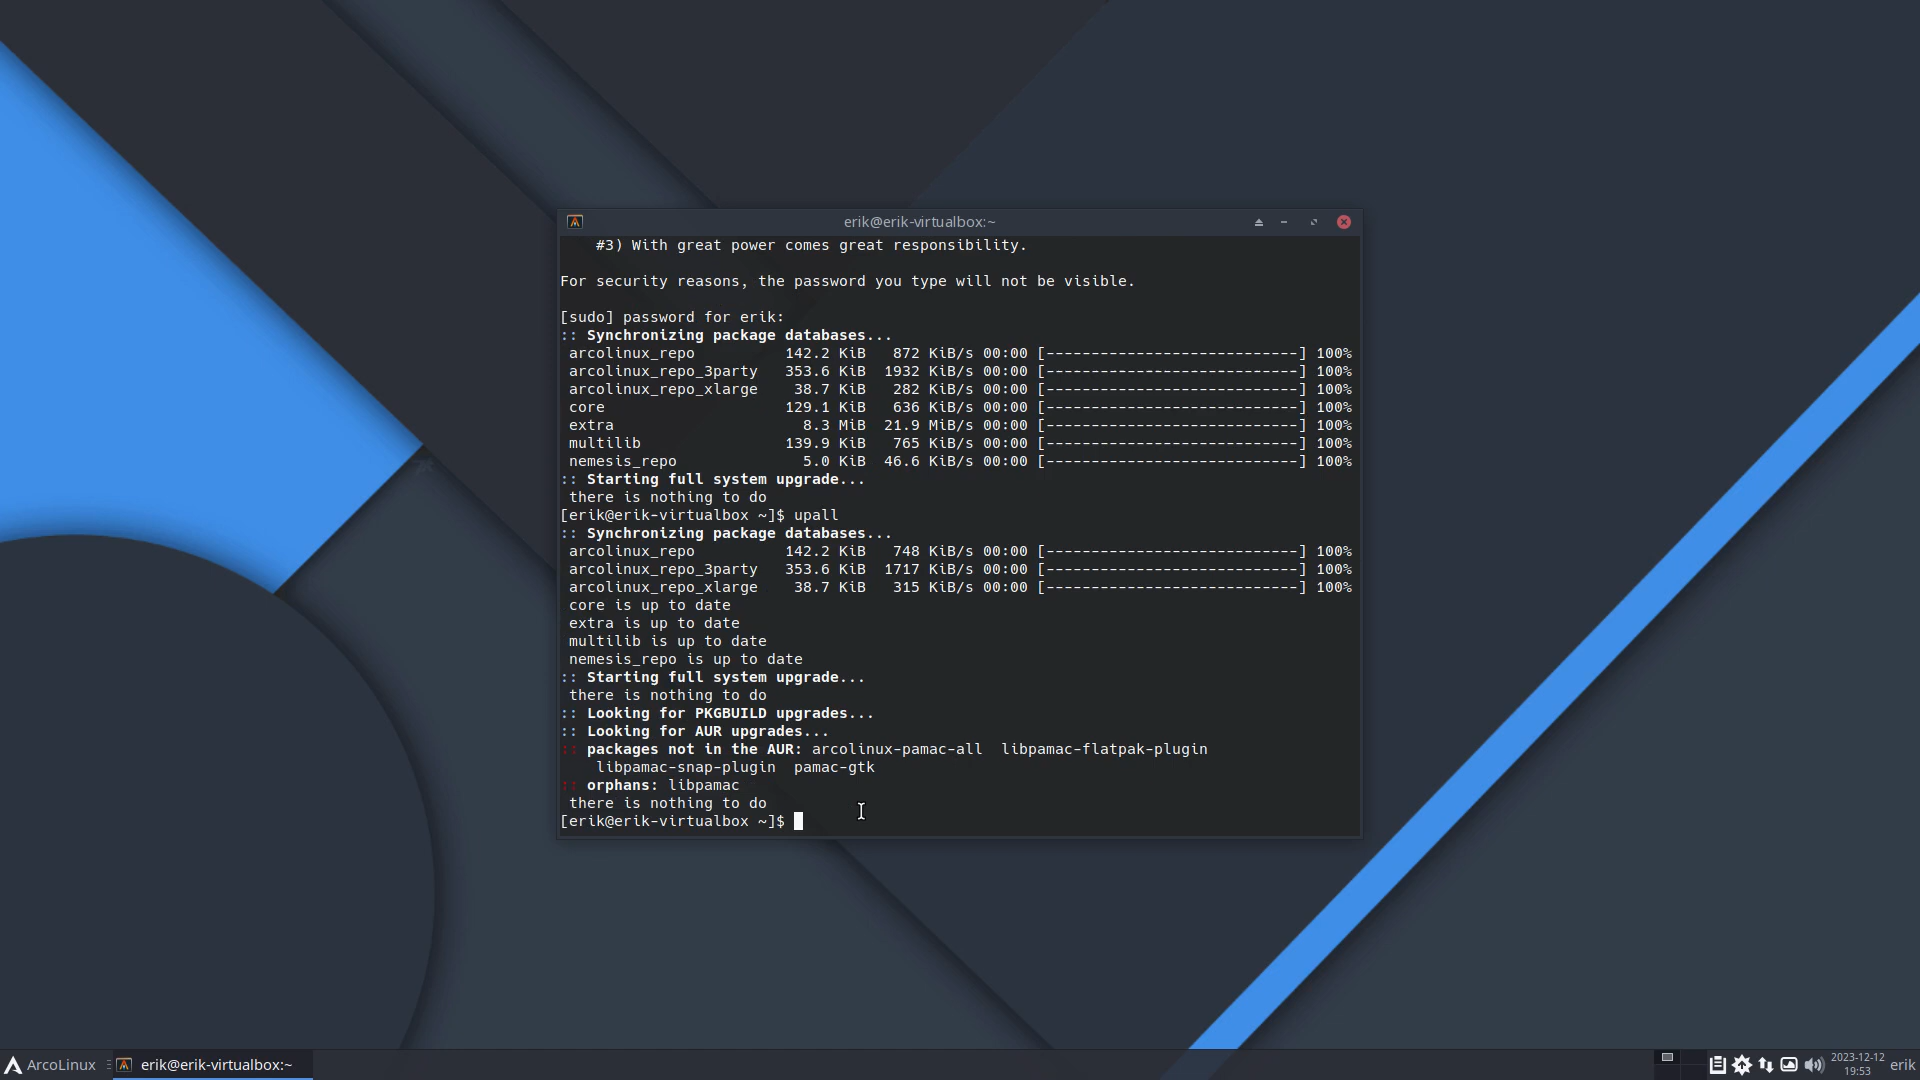 erik@erik-virtualbox:~
#3) With great power comes great responsibility.
For security reasons, the password you type will not be visible.
[sudo] password for erik:
:: Synchronizing package databases...
arcolinux_repo 142.2 KiB 872 KiB/s 00:00 [----------------------------] 100%
arcolinux_repo_3party 353.6 KiB 1932 KiB/s 00:00 [----------------------------] 100%
arcolinux_repo_xlarge 38.7 KiB 282 KiB/s 00:00 [----------------------------] 100%
core 129.1 KiB 636 KiB/s 00:00 [----------------------------] 100%
extra 8.3 MiB 21.9 MiB/s 00:00 [----------------------------] 100%
multilib 139.9 KiB 765 KiB/s 00:00 [----------------------------] 100%
nemesis_repo 5.0 KiB 46.6 KiB/s 00:00 [----------------------------] 100%
:: Starting full system upgrade...
there is nothing to do
[erik@erik-virtualbox ~]$ upall
:: Synchronizing package databases...
arcolinux_repo 142.2 KiB 748 KiB/s 00:00 [----------------------------] 100%
arcolinux_repo_3party 353.6 KiB 1717 KiB/s 00:00 [----------------------------] 100%
arcolinux_repo_xlarge 38.7 KiB 315 KiB/s 00:00 [----------------------------] 100%
core is up to date
extra is up to date
multilib is up to date
nemesis_repo is up to date
:: Starting full system upgrade...
there is nothing to do
:: Looking for PKGBUILD upgrades...
:: Looking for AUR upgrades...
:: packages not in the AUR: arcolinux-pamac-all libpamac-flatpak-plugin
libpamac-snap-plugin pamac-gtk
:: orphans: libpamac
there is nothing to do
[erik@erik-virtualbox ~]$
ArcoLinux
erik@erik-virtualbox:~
2023-12-12
19:53
erik